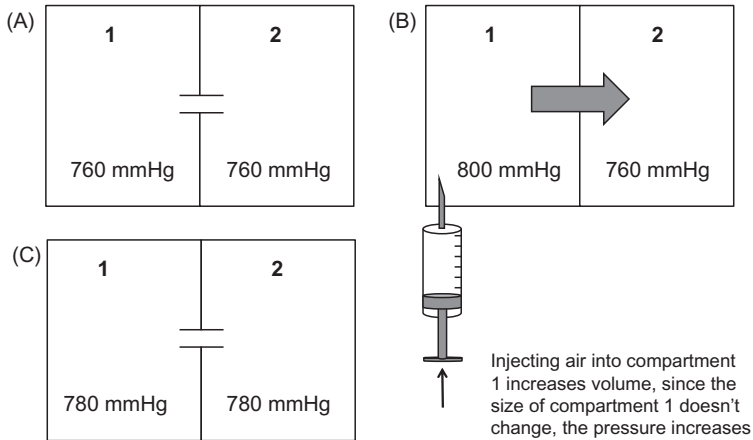 (A)
1 2
760 mmHg 760 mmHg
(B)
1 2
800 mmHg 760 mmHg
(C)
1 2
780 mmHg 780 mmHg
Injecting air into compartment
1 increases volume, since the
size of compartment 1 doesn't
change, the pressure increases